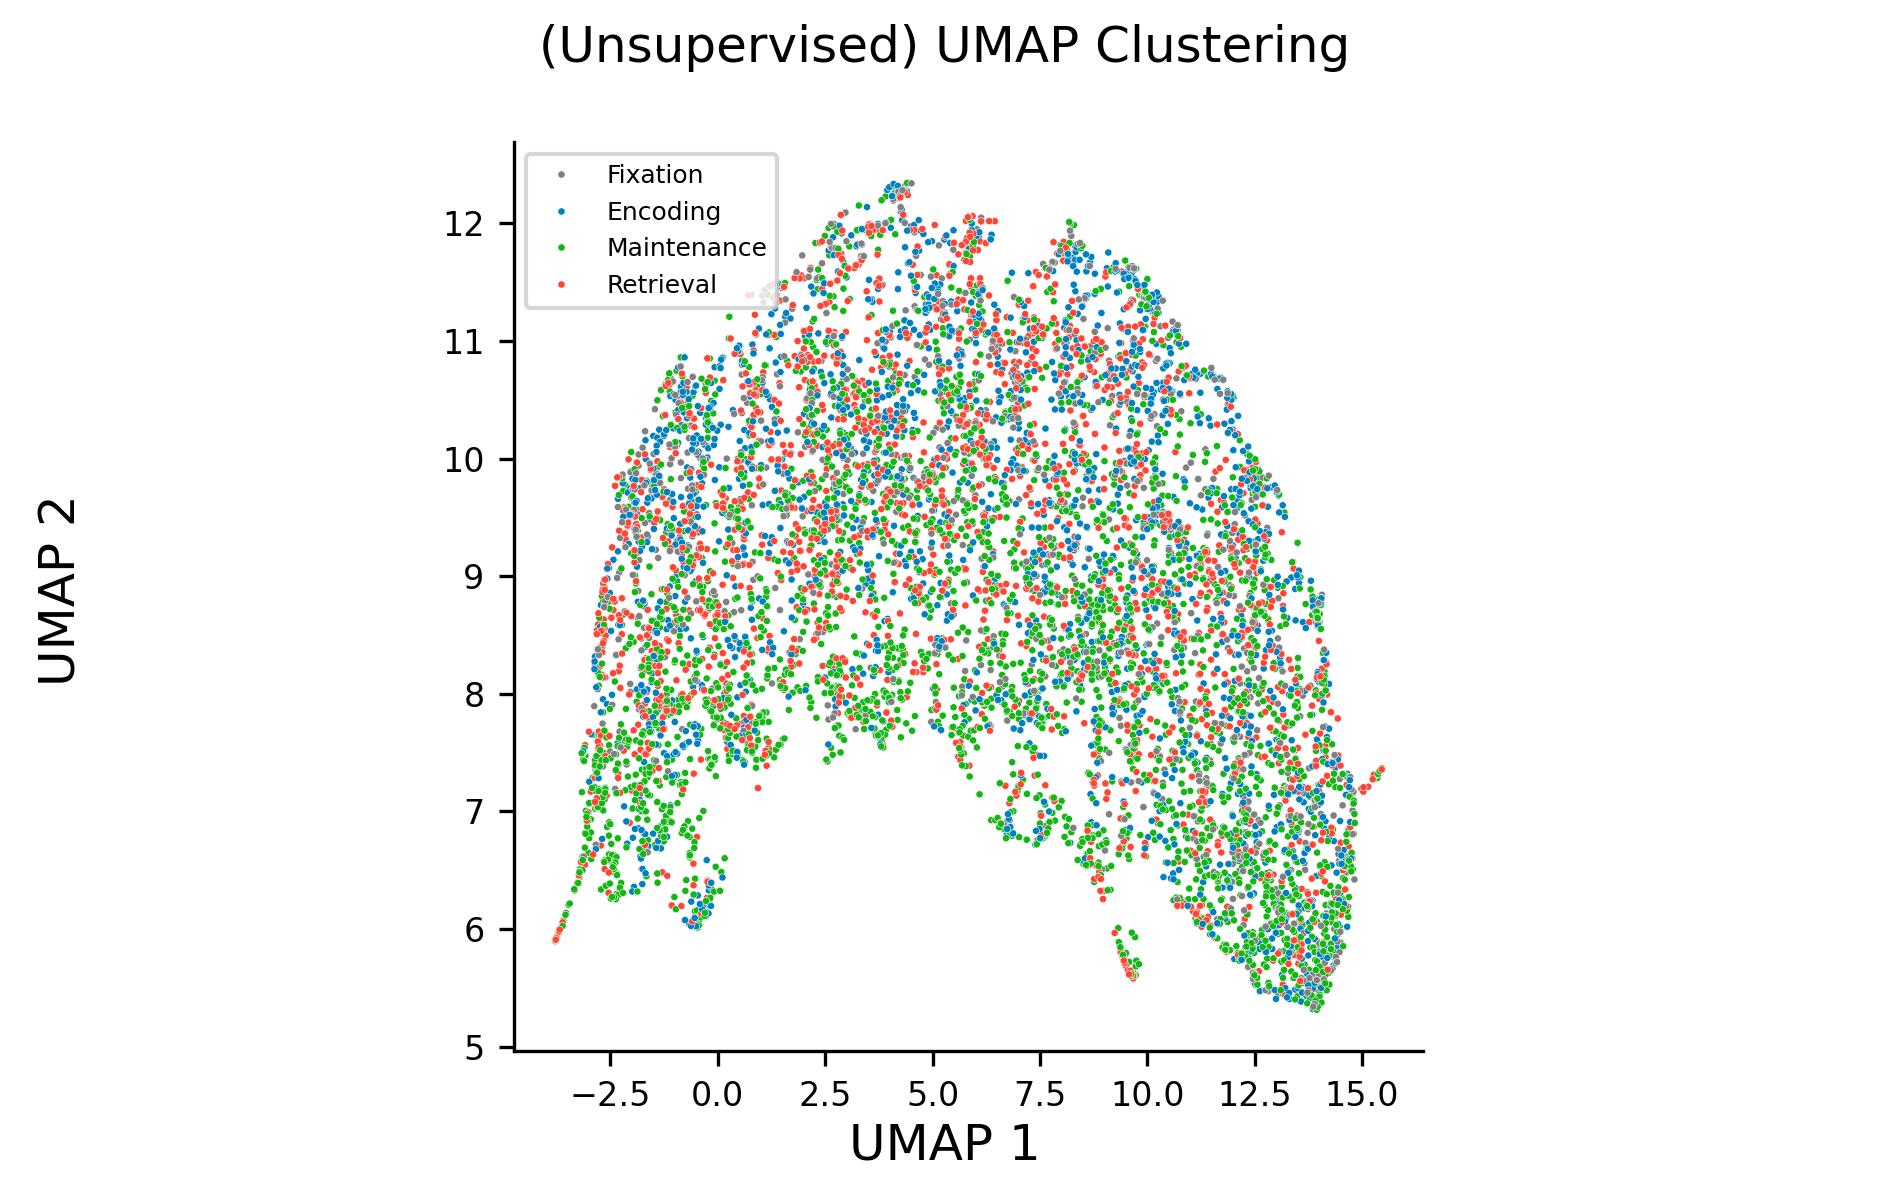 (Unsupervised) UMAP Clustering
Fixation
Encoding
Maintenance
Retrieval
UMAP 2
12
11
10
9
8
7
6
5
−2.5 0.0 2.5 5.0 7.5 10.0 12.5 15.0
UMAP 1